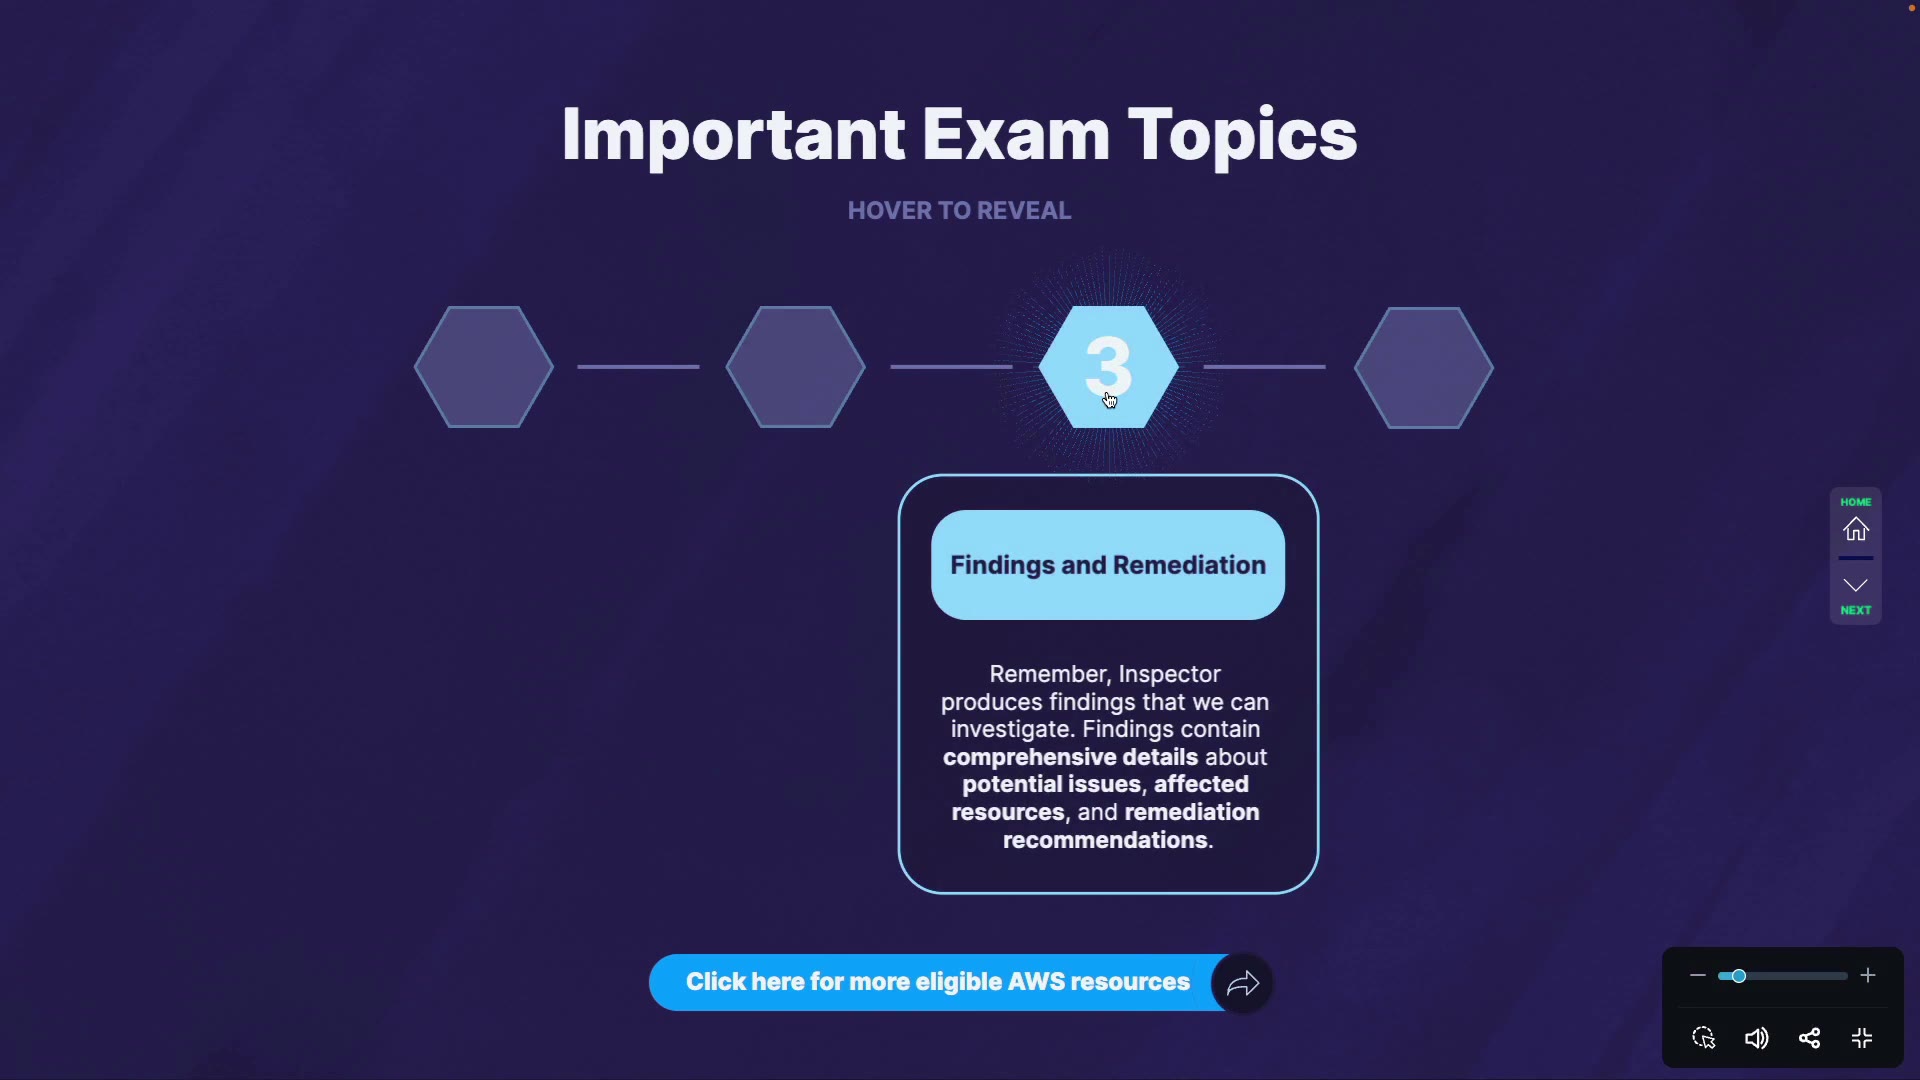 Important Exam Topics
HOVER TO REVEAL
3
Findings and Remediation
Remember, Inspector
produces findings that we can
investigate. Findings contain
comprehensive details about
potential issues, affected
resources, and remediation
recommendations.
Click here for more eligible AWS resources
HOME
NEXT